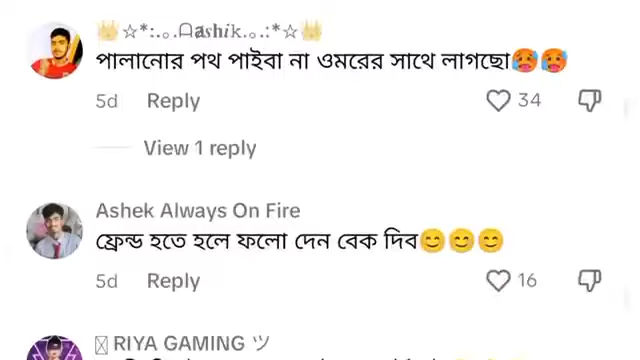 👑☆*:.｡.ᗩa𝒔𝒉𝒊𝚔.｡.:*☆👑
পালানোর পথ পাইবা না ওমরের সাথে লাগছো🥵🥵
5d Reply 34
View 1 reply
Ashek Always On Fire
ফ্রেন্ড হতে হলে ফলো দেন বেক দিব😊😊😊
5d Reply 16
RIYA GAMING ツ